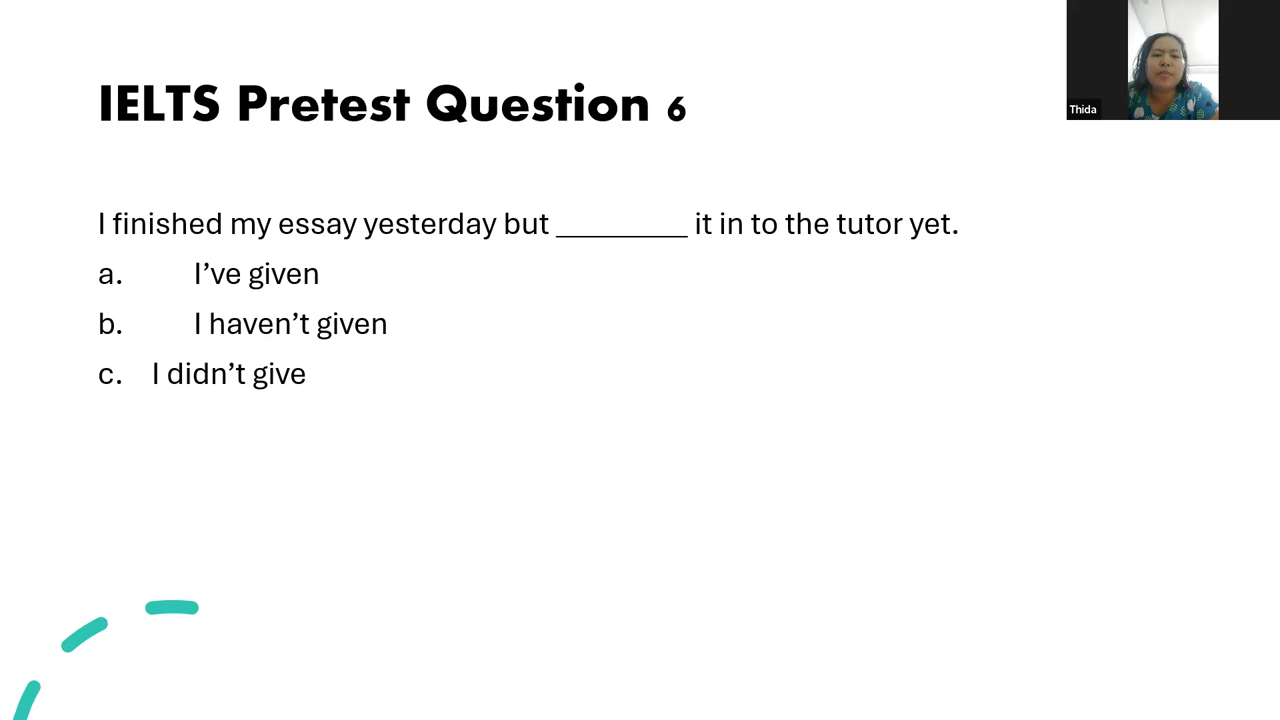 IELTS Pretest Question 6
Thida
I finished my essay yesterday but _________ it in to the tutor yet.
a. I’ve given
b. I haven’t given
c. I didn’t give